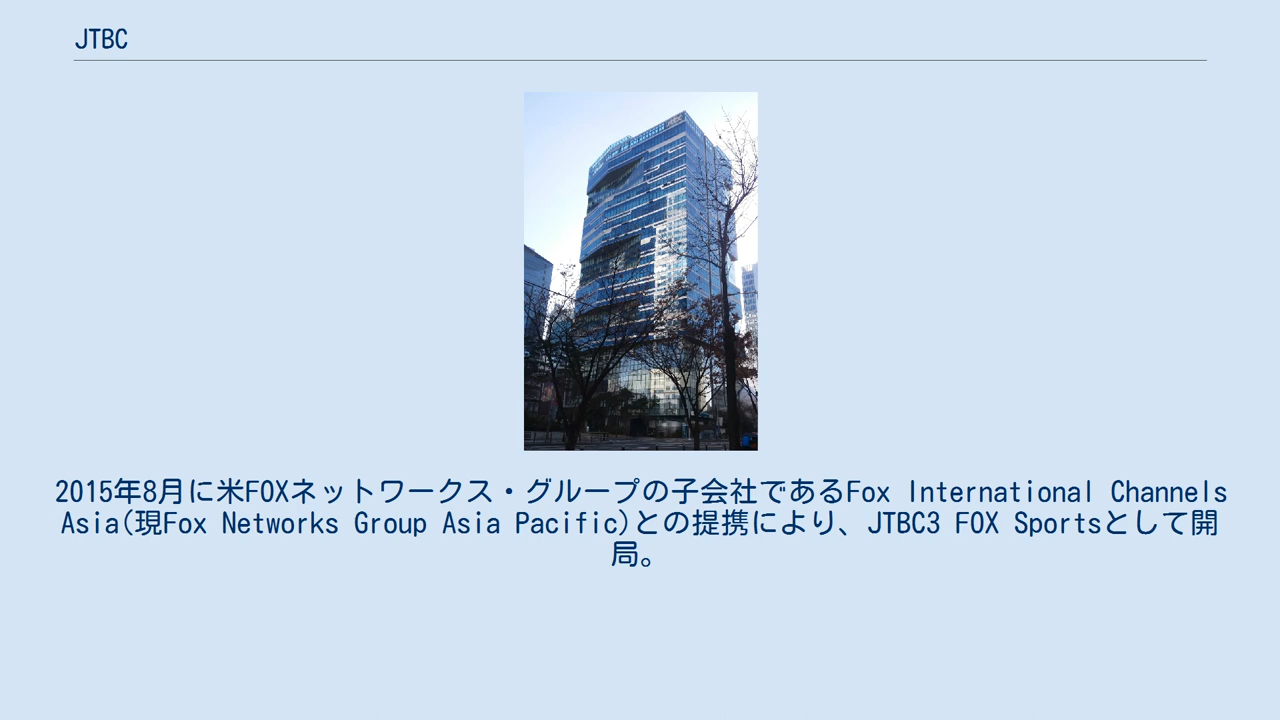 JTBC
2015年8月に米FOXネットワークス・グループの子会社であるFox International Channels
Asia(現Fox Networks Group Asia Pacific)との提携により、JTBC3 FOX Sportsとして開
局。